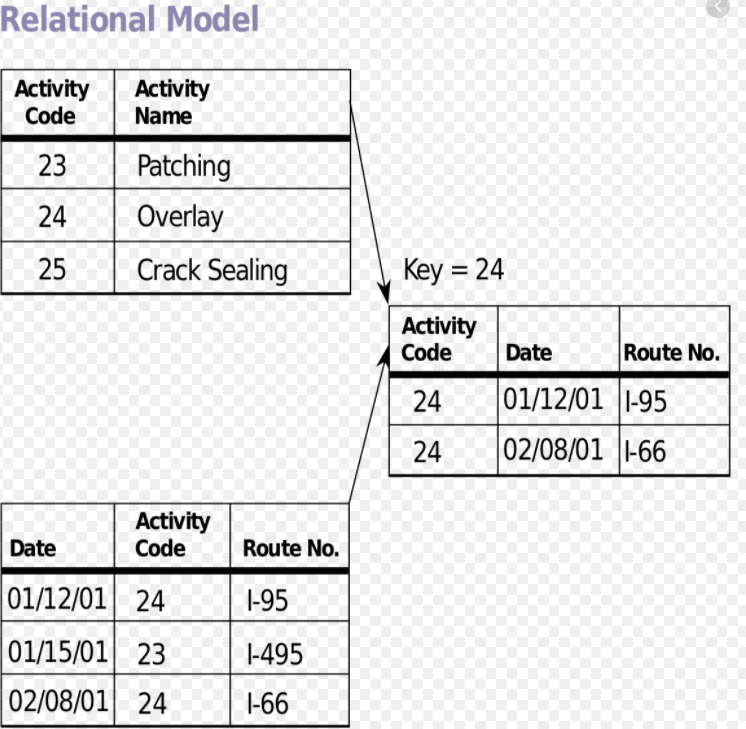 Relational Model
Activity Code Activity Name
23 Patching
24 Overlay
25 Crack Sealing
Key = 24
Activity Code Date Route No.
24 01/12/01 I-95
24 02/08/01 I-66
Date Activity Code Route No.
01/12/01 24 I-95
01/15/01 23 I-495
02/08/01 24 I-66